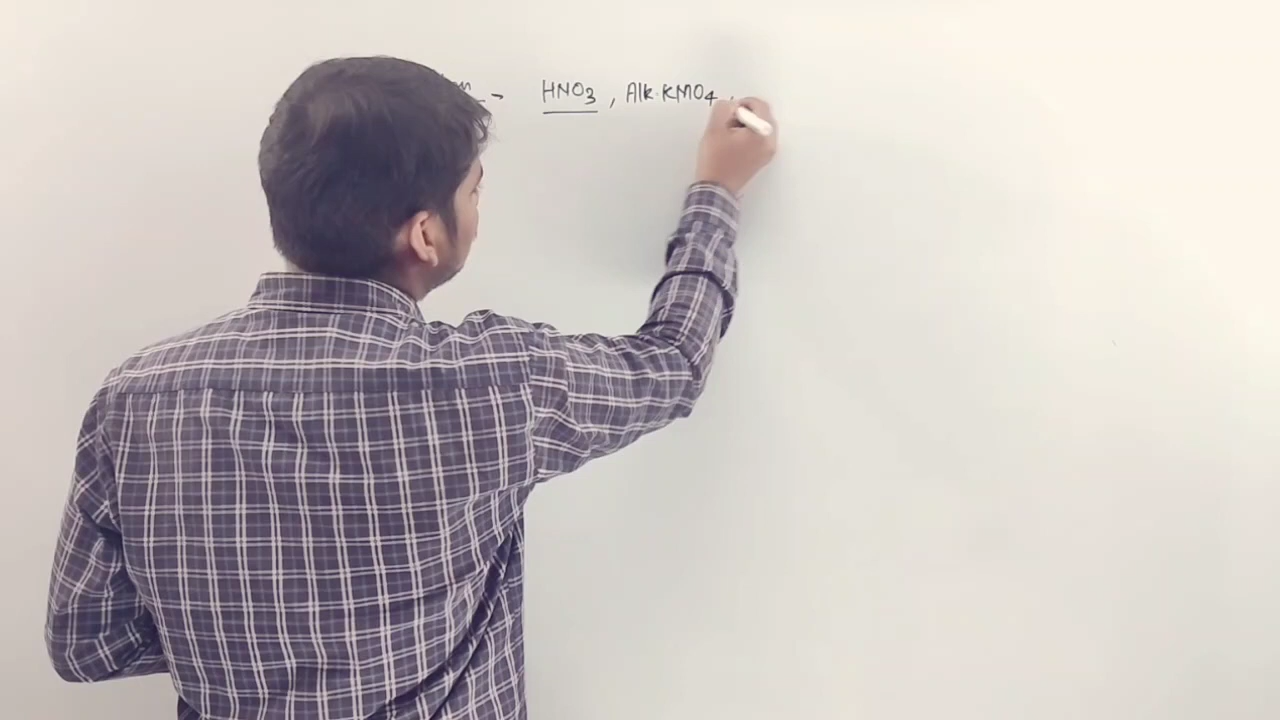 → HNO3, Alk. KMO4,